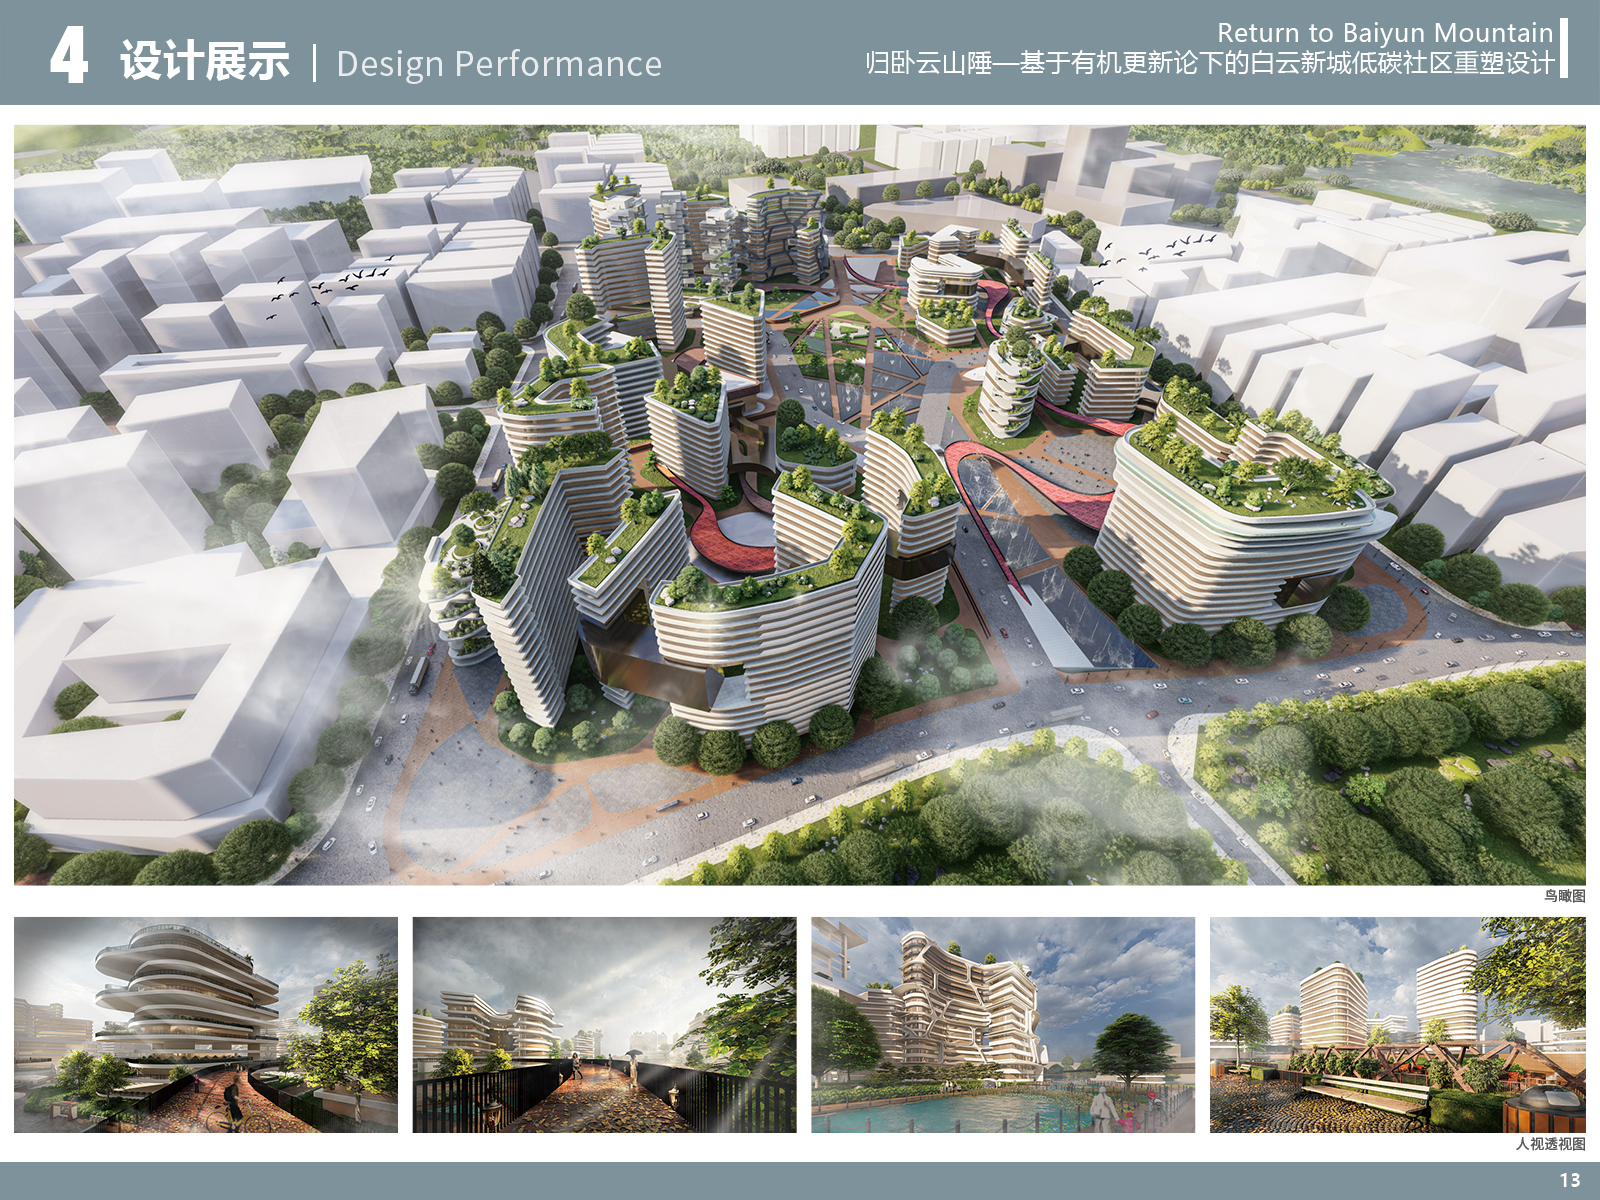 4 设计展示 | Design Performance
Return to Baiyun Mountain
归卧云山陲—基于有机更新论下的白云新城低碳社区重塑设计
鸟瞰图
人视透视图
13